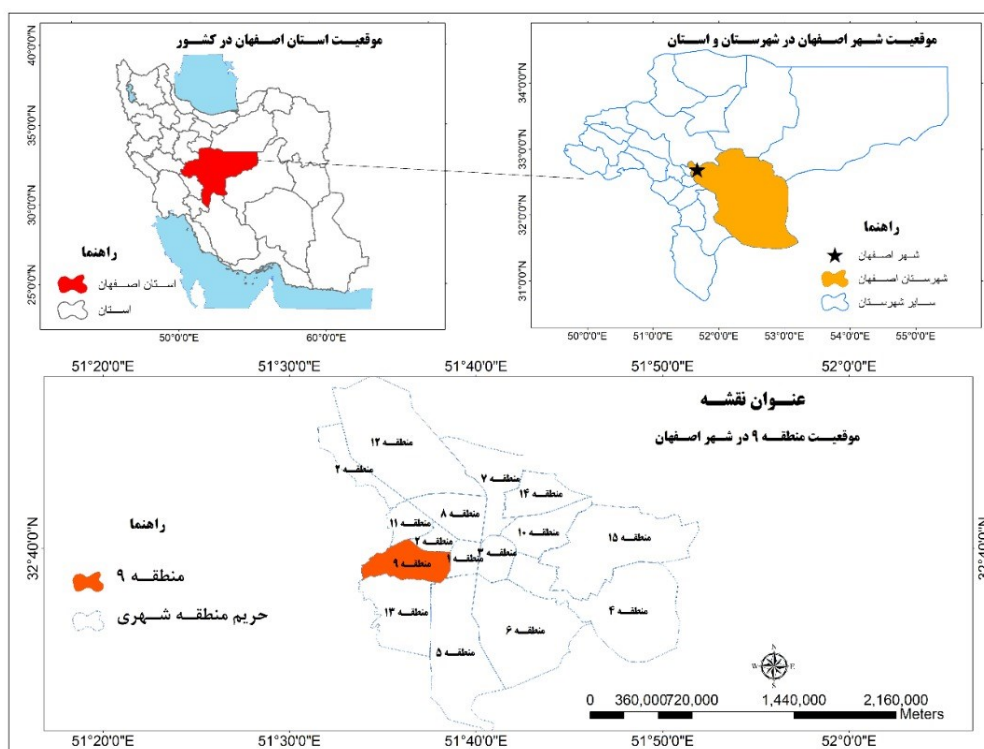 موقعیت استان اصفهان در کشور
40°0'0"N
35°0'0"N
30°0'0"N
25°0'0"N
راهنما
استان اصفهان
استان
50°0'0"E
60°0'0"E
موقعیت شهر اصفهان در شهرستان و استان
34°0'0"N
33°0'0"N
32°0'0"N
31°0'0"N
راهنما
شهر اصفهان
شهرستان اصفهان
سایر شهرستان
50°0'0"E
51°0'0"E
52°0'0"E
53°0'0"E
54°0'0"E
55°0'0"E
51°20'0"E
51°30'0"E
51°40'0"E
51°50'0"E
52°0'0"E
عنوان نقشه
موقعیت منطقه ۹ در شهر اصفهان
منطقه ۱۲
منطقه ۲
منطقه ۷
منطقه ۱۴
منطقه ۸
منطقه ۱۱
منطقه ۱۰
منطقه ۱۵
منطقه ۲
منطقه ۳
منطقه ۱
منطقه ۹
منطقه ۱۳
منطقه ۴
منطقه ۶
منطقه ۵
راهنما
منطقه ۹
حریم منطقه شهری
32°40'0"N
32°40'0"N
N
S
0 360,000 720,000 1,440,000 2,160,000
Meters
51°20'0"E
51°30'0"E
51°40'0"E
51°50'0"E
52°0'0"E